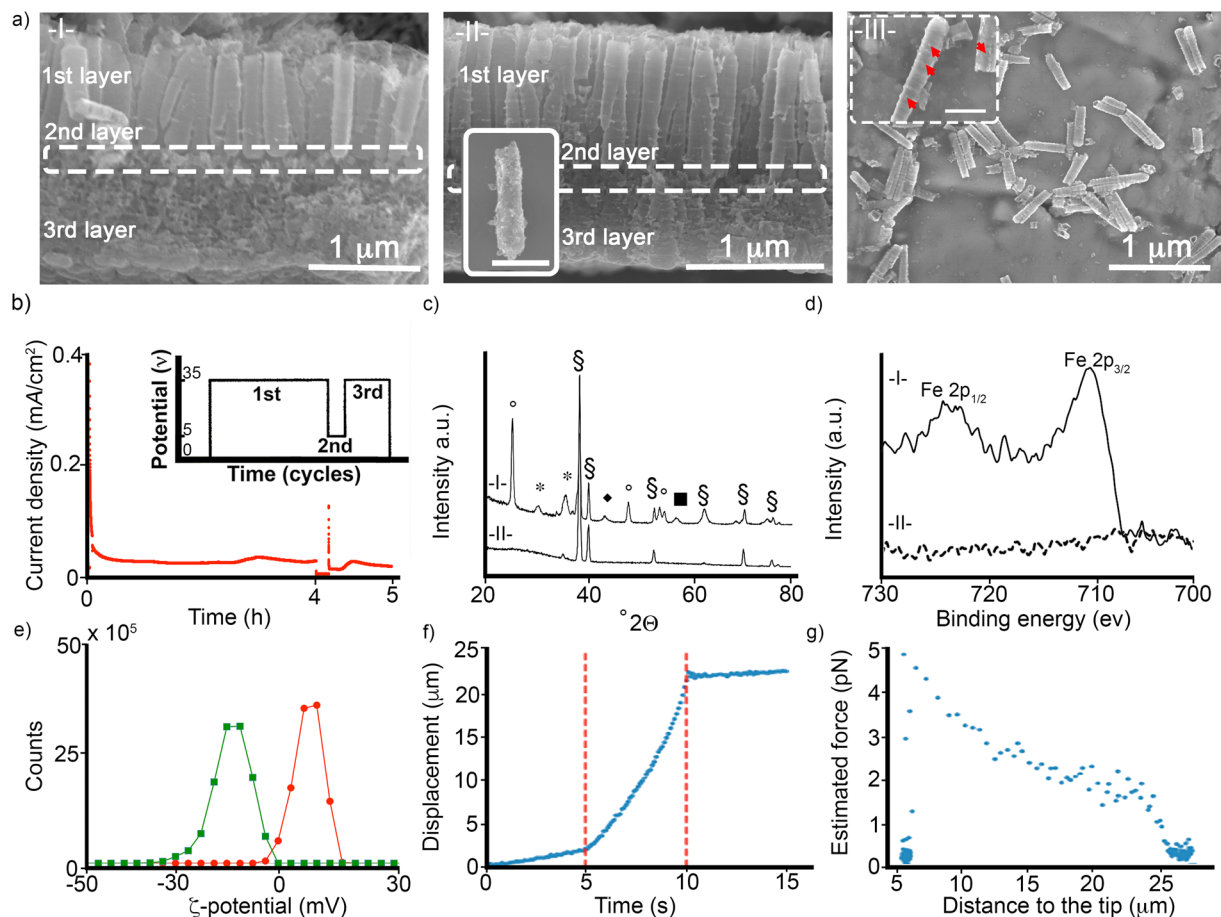 a)
-I-
1st layer
2nd layer
3rd layer
1 μm
-II-
1st layer
2nd layer
3rd layer
1 μm
-III-
1 μm
b)
Current density (mA/cm²)
0.4
0.2
0
0
4
5
Time (h)
Potential (v)
35
5
0
1st
2nd
3rd
Time (cycles)
c)
Intensity a.u.
-I-
-II-
° * * § § ◆ ° § ° ■ § § §
20
40
60
80
° 2Θ
d)
Intensity (a.u.)
-I-
Fe 2p1/2
Fe 2p3/2
-II-
730
720
710
700
Binding energy (ev)
e)
x 10⁵
50
25
0
Counts
-50
-30
0
30
ζ-potential (mV)
f)
Displacement (μm)
20
15
10
5
0
0
5
10
15
Time (s)
g)
Estimated force (pN)
5
4
3
2
1
0
5
10
15
20
25
Distance to the tip (μm)